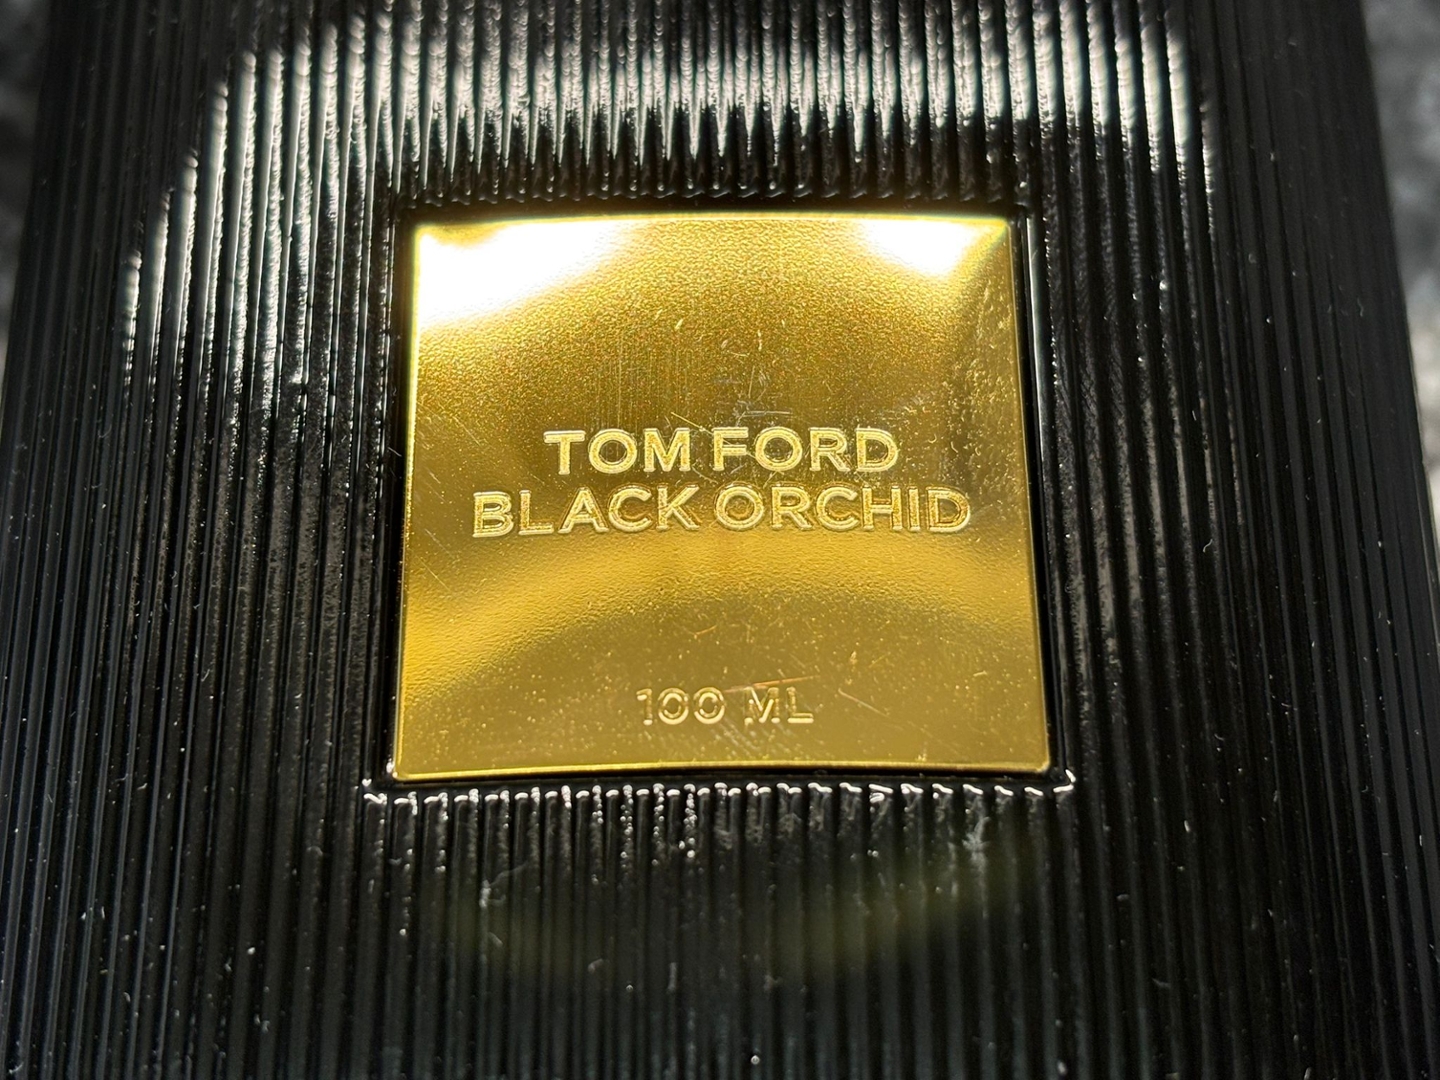 TOM FORD
BLACK ORCHID
100 ML